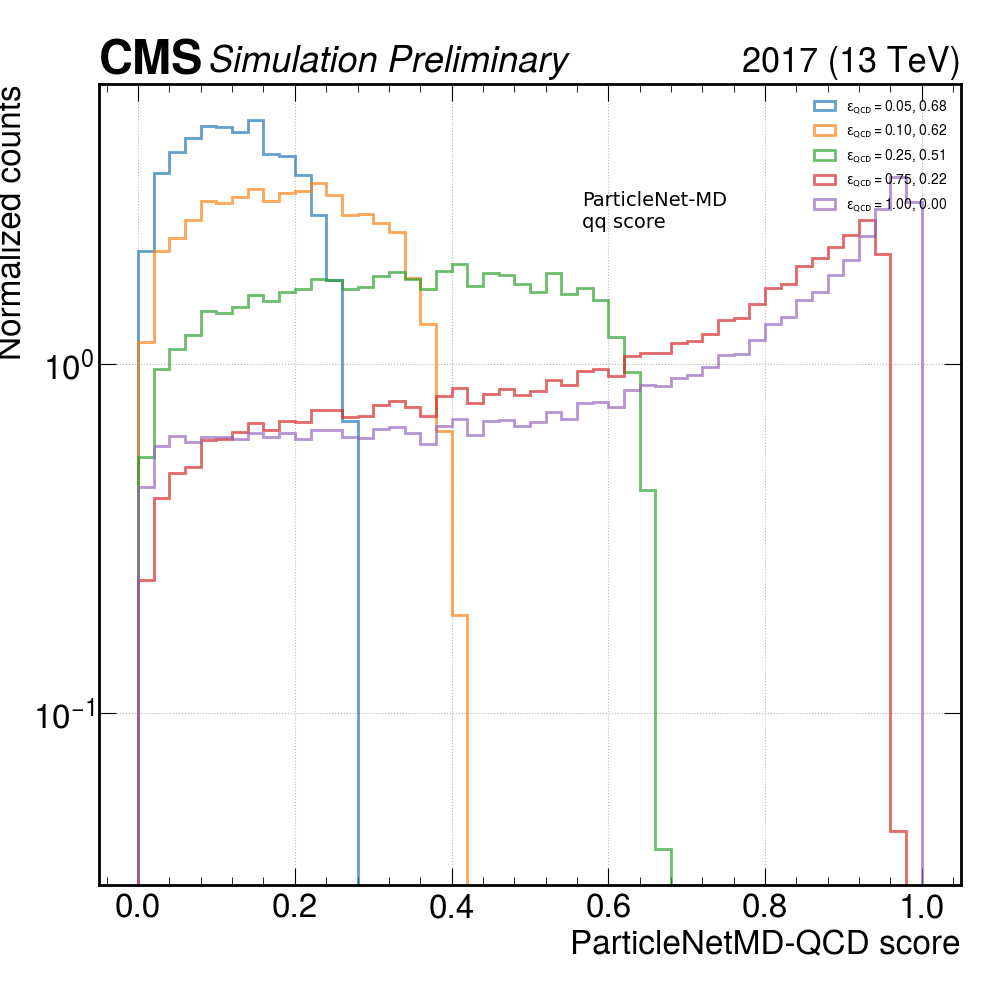 CMS Simulation Preliminary 2017 (13 TeV)
Normalized counts
ε_QCD = 0.05, 0.68
ε_QCD = 0.10, 0.62
ε_QCD = 0.25, 0.51
ε_QCD = 0.75, 0.22
ε_QCD = 1.00, 0.00
ParticleNet-MD
qq score
10⁰
10⁻¹
0.0 0.2 0.4 0.6 0.8 1.0
ParticleNetMD-QCD score